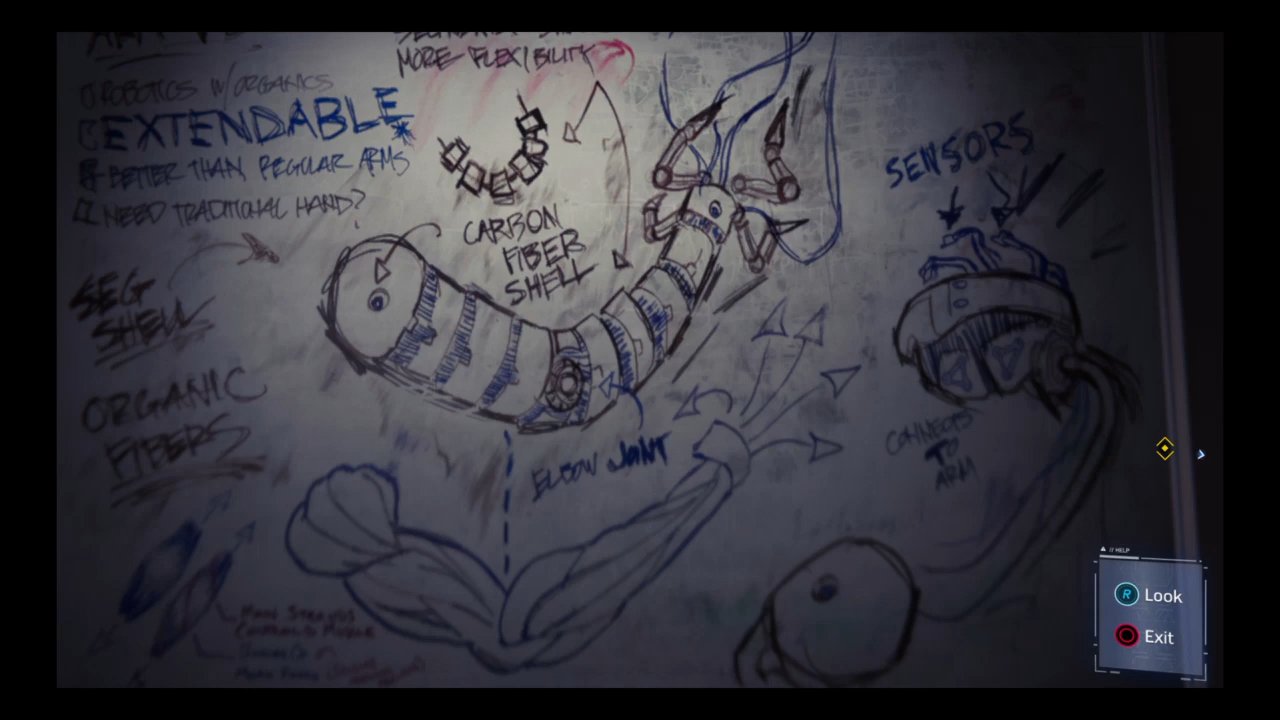 MORE FLEXIBILITY
ROBOTICS W/ORGANICS
EXTENDABLE*
BETTER THAN REGULAR ARMS
NEED TRADITIONAL HAND?
CARBON
FIBER
SHELL
SENSORS
SEG
SHELL
ORGANIC
FIBERS
ELBOW JOINT
CONNECTS
TO
ARM
// HELP
R Look
Exit